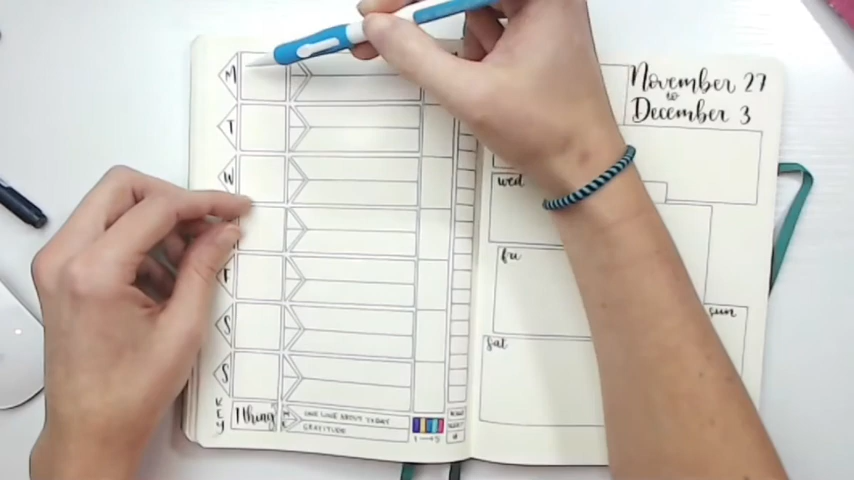 M
T
W
F
S
S
KEY
1 Thing
ONE LINE ABOUT TODAY
GRATITUDE
1 → 5
November 27
to
December 3
wed
fri
sat
sun